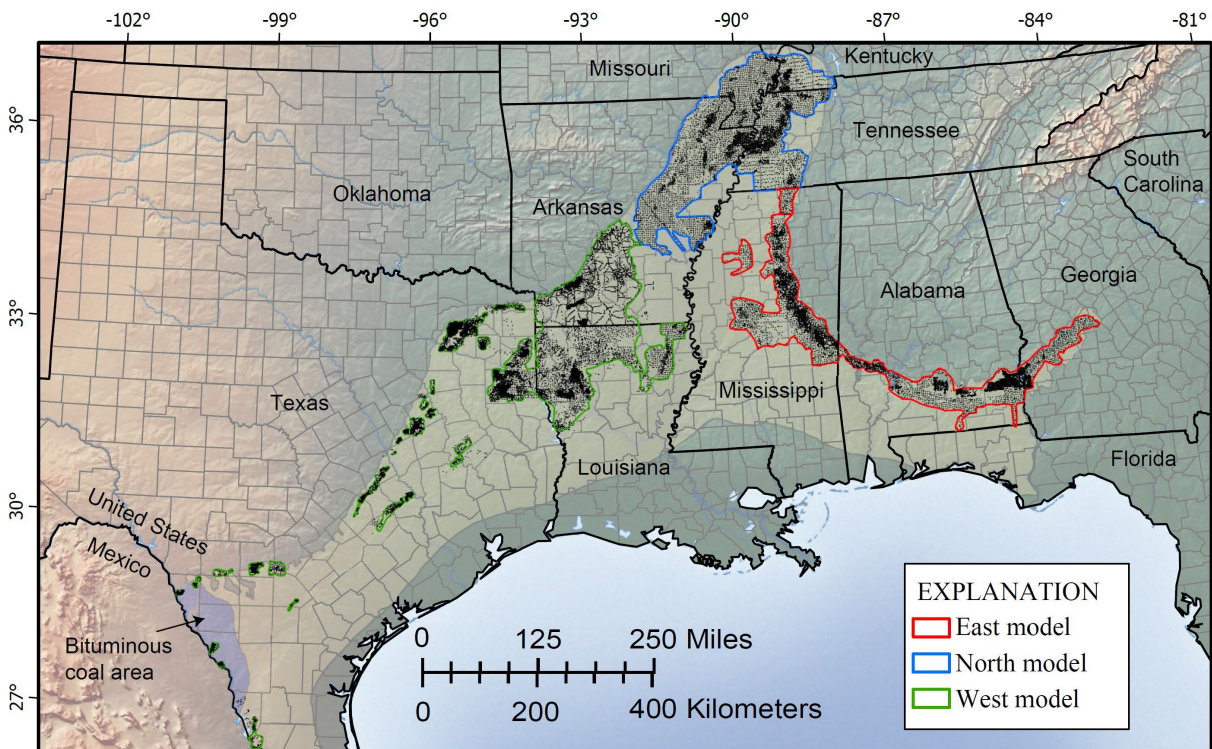 -102° -99° -96° -93° -90° -87° -84° -81°
Kentucky
Missouri
36°
Tennessee
South
Carolina
Oklahoma
Arkansas
Georgia
Alabama
33°
Mississippi
Texas
Louisiana
Florida
30°
United States
Mexico
Bituminous
coal area
27°
0 125 250 Miles
0 200 400 Kilometers
EXPLANATION
East model
North model
West model